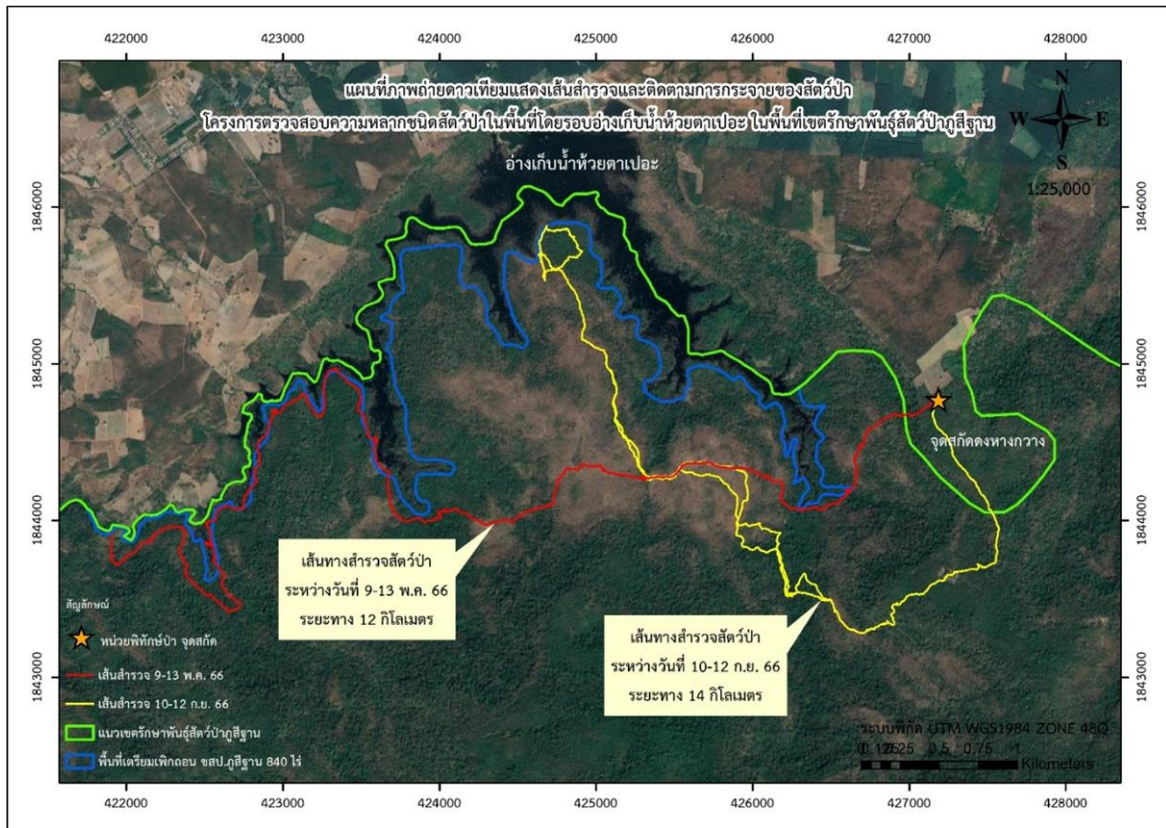 422000 423000 424000 425000 426000 427000 428000
แผนที่ภาพถ่ายดาวเทียมแสดงเส้นสำรวจและติดตามการกระจายของสัตว์ป่า
โครงการตรวจสอบความหลากชนิดสัตว์ป่าในพื้นที่โดยรอบอ่างเก็บน้ำห้วยตาเปอะ ในพื้นที่เขตรักษาพันธุ์สัตว์ป่าภูสีฐาน
N
W E
S
1:25,000
อ่างเก็บน้ำห้วยตาเปอะ
1846000 1846000
1845000 1845000
จุดสกัดดงหางกวาง
1844000 1844000
เส้นทางสำรวจสัตว์ป่า
ระหว่างวันที่ 9-13 พ.ค. 66
ระยะทาง 12 กิโลเมตร
เส้นทางสำรวจสัตว์ป่า
ระหว่างวันที่ 10-12 ก.ย. 66
ระยะทาง 14 กิโลเมตร
1843000 1843000
สัญลักษณ์
หน่วยพิทักษ์ป่า จุดสกัด
เส้นสำรวจ 9-13 พ.ค. 66
เส้นสำรวจ 10-12 ก.ย. 66
แนวเขตรักษาพันธุ์สัตว์ป่าภูสีฐาน
พื้นที่เตรียมเพิกถอน ขสป.ภูสีฐาน 840 ไร่
ระบบพิกัด UTM WGS1984 ZONE 48Q
0 0.125 0.25 0.5 0.75 1
Kilometers
422000 423000 424000 425000 426000 427000 428000